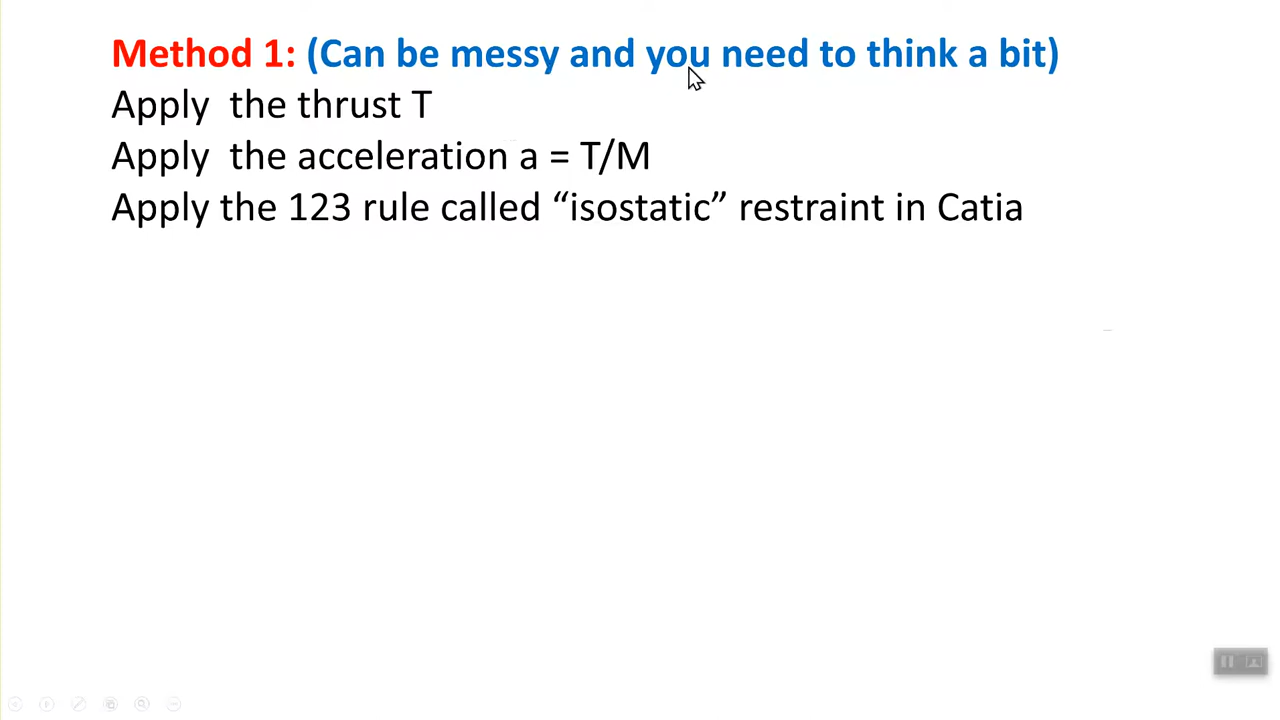 Method 1: (Can be messy and you need to think a bit)
Apply the thrust T
Apply the acceleration a = T/M
Apply the 123 rule called “isostatic” restraint in Catia